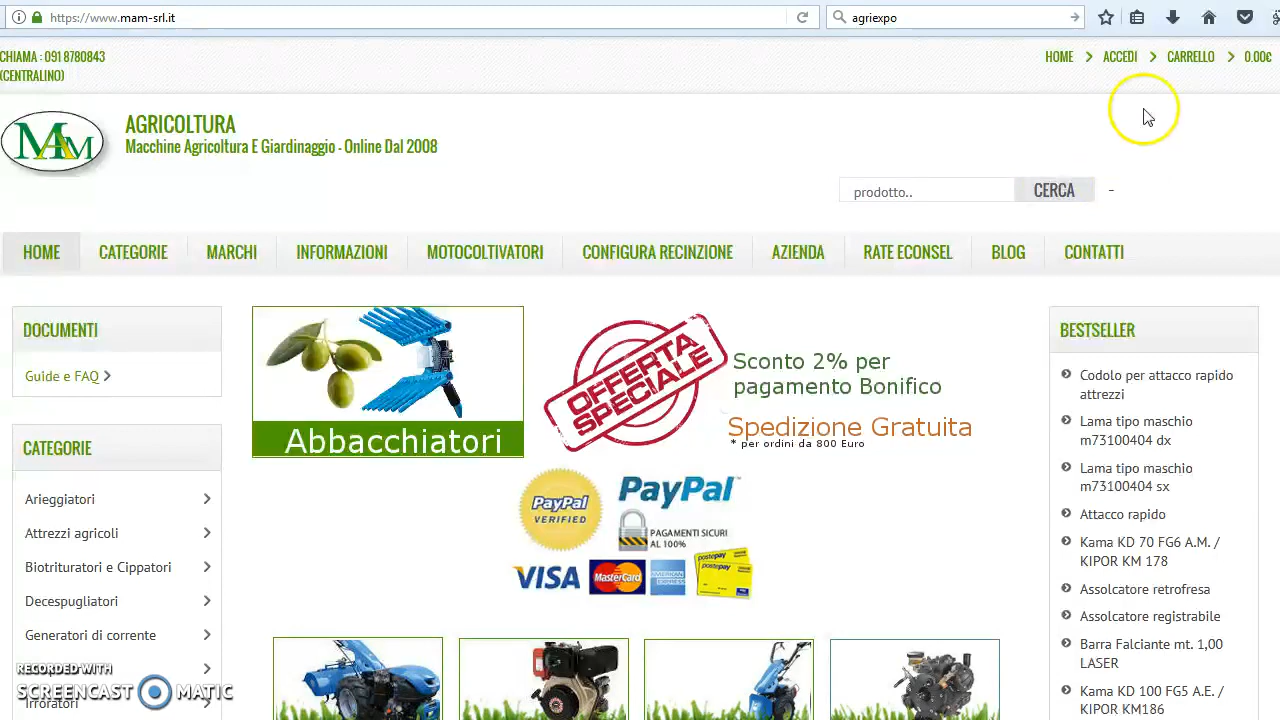 https://www.mam-srl.it
agriexpo
CHIAMA : 091 8780843
(CENTRALINO)
HOME
ACCEDI
CARRELLO
0.00€
MAM
AGRICOLTURA
Macchine Agricoltura E Giardinaggio - Online Dal 2008
prodotto..
CERCA
-
HOME
CATEGORIE
MARCHI
INFORMAZIONI
MOTOCOLTIVATORI
CONFIGURA RECINZIONE
AZIENDA
RATE ECONSEL
BLOG
CONTATTI
DOCUMENTI
Guide e FAQ
CATEGORIE
Arieggiatori
Attrezzi agricoli
Biotrituratori e Cippatori
Decespugliatori
Generatori di corrente
Irroratori
RECORDED WITH
SCREENCAST MATIC
Abbacchiatori
OFFERTA
SPECIALE
Sconto 2% per
pagamento Bonifico
Spedizione Gratuita
* per ordini da 800 Euro
PayPal
VERIFIED
PayPal
PAGAMENTI SICURI
AL 100%
VISA
MasterCard
AMERICAN
EXPRESS
postepay
postepay
BESTSELLER
Codolo per attacco rapido
attrezzi
Lama tipo maschio
m73100404 dx
Lama tipo maschio
m73100404 sx
Attacco rapido
Kama KD 70 FG6 A.M. /
KIPOR KM 178
Assolcatore retrofresa
Assolcatore registrabile
Barra Falciante mt. 1,00
LASER
Kama KD 100 FG5 A.E. /
KIPOR KM186